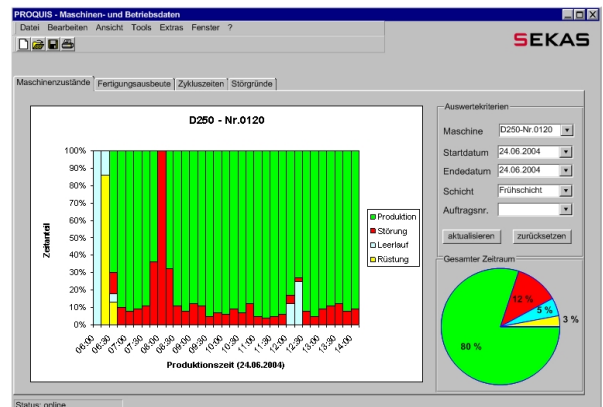 PROQUIS - Maschinen- und Betriebsdaten
Datei Bearbeiten Ansicht Tools Extras Fenster ?
SEKAS
Maschinenzustände Fertigungsausbeute Zykluszeiten Störgründe
D250 - Nr.0120
100%
90%
80%
70%
60%
50%
40%
30%
20%
10%
0%
Zeitanteil
06:00 06:30 07:00 07:30 08:00 08:30 09:00 09:30 10:00 10:30 11:00 11:30 12:00 12:30 13:00 13:30 14:00
Produktionszeit (24.06.2004)
Produktion
Störung
Leerlauf
Rüstung
Auswertekriterien
Maschine D250-Nr.0120
Startdatum 24.06.2004
Endedatum 24.06.2004
Schicht Frühschicht
Auftragsnr.
aktualisieren zurücksetzen
Gesamter Zeitraum
12 %
5 %
3 %
80 %
Status: online